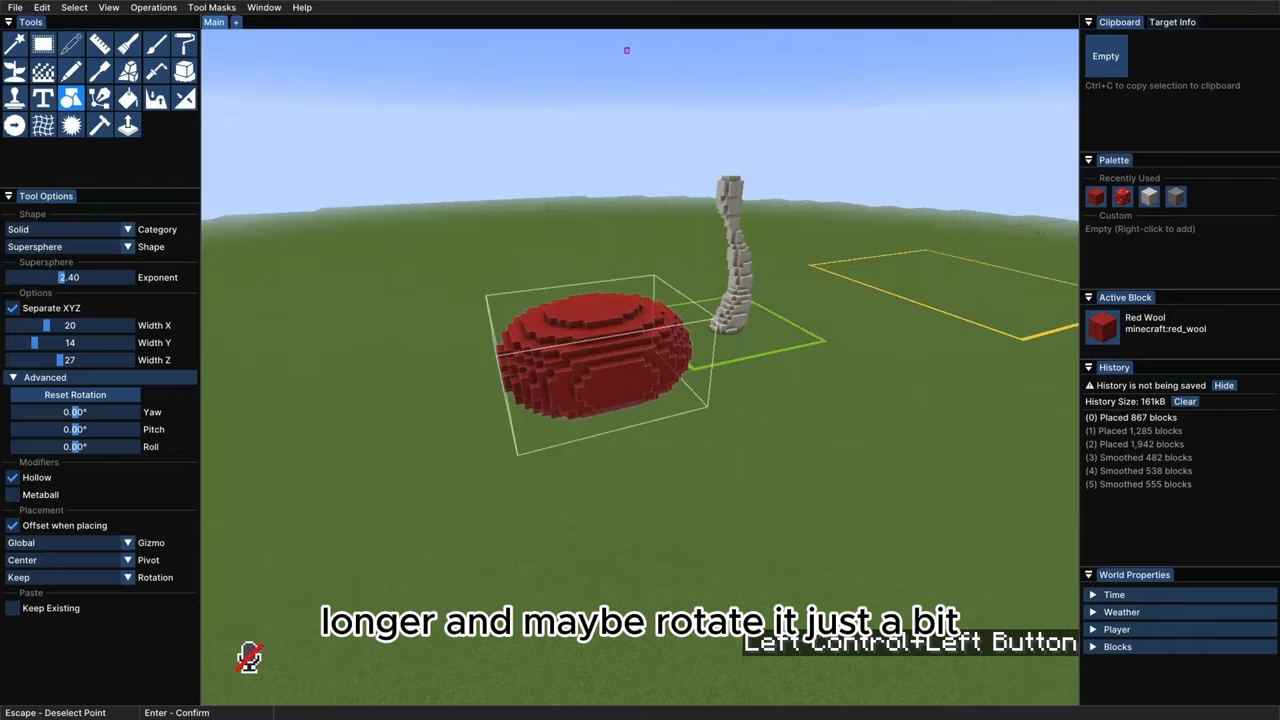 File Edit Select View Operations Tool Masks Window Help
Tools
Main +
Tool Options
Shape
Solid Category
Supersphere Shape
Supersphere
2.40 Exponent
Options
Separate XYZ
20 Width X
14 Width Y
27 Width Z
Advanced
Reset Rotation
0.00° Yaw
0.00° Pitch
0.00° Roll
Modifiers
Hollow
Metaball
Placement
Offset when placing
Global Gizmo
Center Pivot
Keep Rotation
Paste
Keep Existing
Escape - Deselect Point Enter - Confirm
longer and maybe rotate it just a bit
Left Control+Left Button
Clipboard Target Info
Empty
Ctrl+C to copy selection to clipboard
Palette
Recently Used
Custom
Empty (Right-click to add)
Active Block
Red Wool
minecraft:red_wool
History
History is not being saved Hide
History Size: 161kB Clear
(0) Placed 867 blocks
(1) Placed 1,285 blocks
(2) Placed 1,942 blocks
(3) Smoothed 482 blocks
(4) Smoothed 538 blocks
(5) Smoothed 555 blocks
World Properties
Time
Weather
Player
Blocks